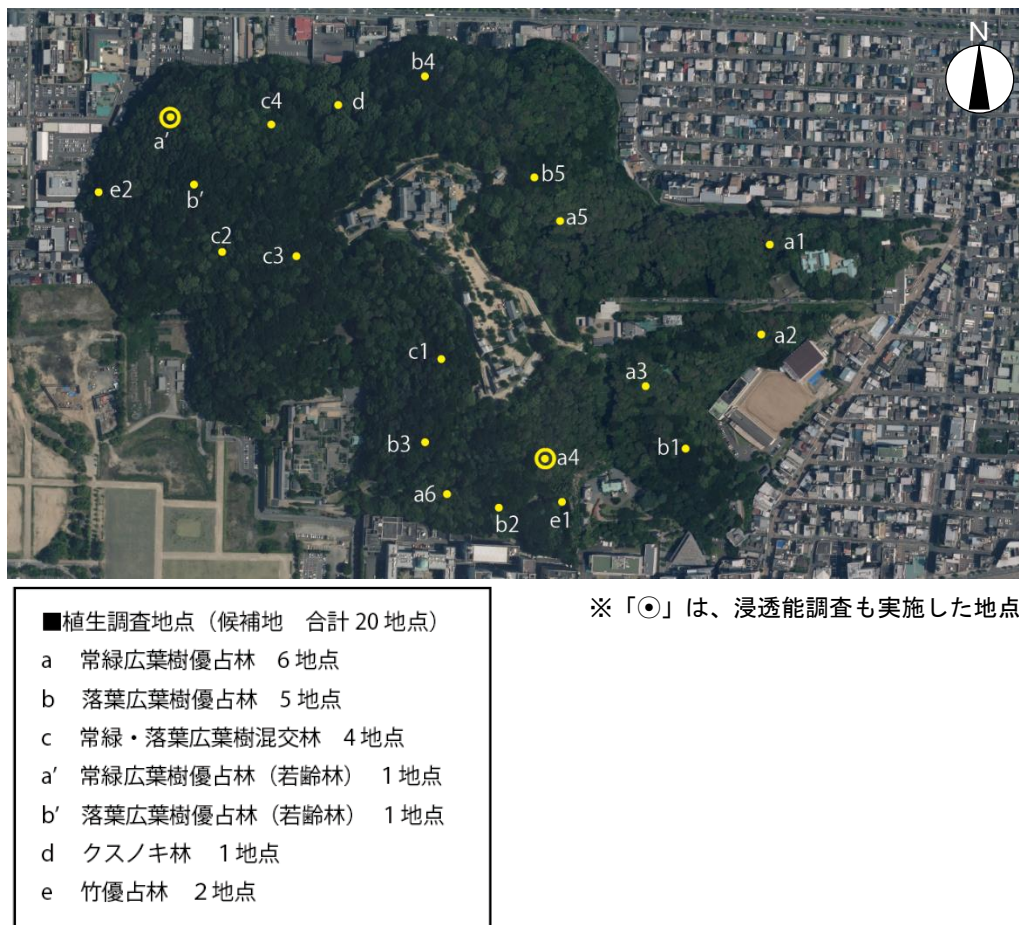 N
b4
c4
d
a′
b5
e2
b′
a5
a1
c2
c3
a2
c1
a3
b3
b1
a4
a6
b2
e1
■植生調査地点（候補地　合計 20 地点）
a　常緑広葉樹優占林　6 地点
b　落葉広葉樹優占林　5 地点
c　常緑・落葉広葉樹混交林　4 地点
a′　常緑広葉樹優占林（若齢林）　1 地点
b′　落葉広葉樹優占林（若齢林）　1 地点
d　クスノキ林　1 地点
e　竹優占林　2 地点
※「⦿」は、浸透能調査も実施した地点